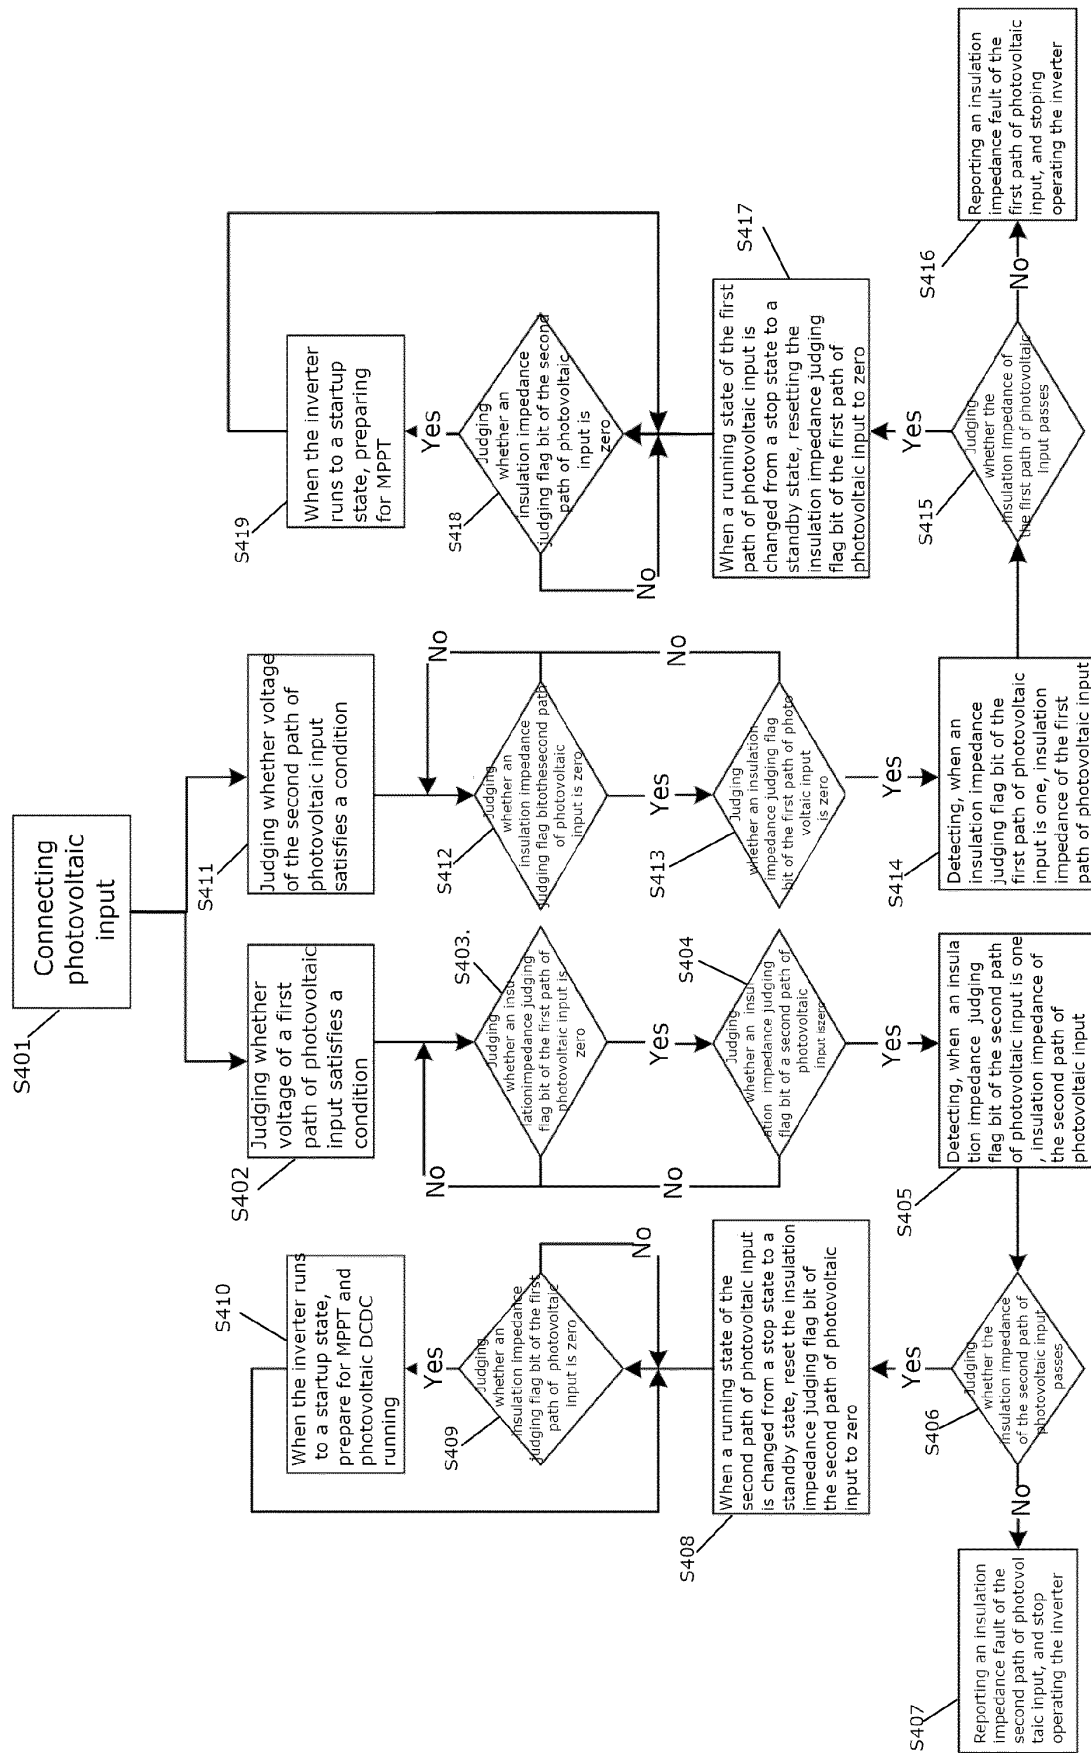 Connecting
photovoltaic
input
S401
Judging whether
voltage of a first
path of photovoltaic
input satisfies a
condition
S402
Judging
whether an insu-
lationimpedance judging
flag bit of the first path of
photovoltaic input is
zero
S403.
No
Yes
Judging
whether an insul-
ation impedance judging
flag bit of a second path of
photovoltaic
input iszero
S404
No
Yes
Detecting, when an insula
tion impedance judging
flag bit of the second path
of photovoltaic input is one
, insulation impedance of
the second path of
photovoltaic input
S405
Judging
whether the
insulation impedance
of the second path of
photovoltaic input
passes
S406
No
Reporting an insulation
impedance fault of the
second path of photovol
taic input, and stop
operating the inverter
S407
Yes
When a running state of the
second path of photovoltaic input
is changed from a stop state to a
standby state, reset the insulation
impedance judging flag bit of
the second path of photovoltaic
input to zero
S408
Judging
whether an
insulation impedance
judging flag bit of the first
path of photovoltaic
input is zero
S409
No
Yes
When the inverter runs
to a startup state,
prepare for MPPT and
photovoltaic DCDC
running
S410
Judging whether voltage
of the second path of
photovoltaic input
satisfies a condition
S411
Judging
whether an
insulation impedance
judging flag bitothesecond path
of photovoltaic
input is zero
S412
No
Yes
Judging
whether an insulation
impedance judging flag
bit of the first path of photo
voltaic input
is zero
S413
No
Yes
Detecting, when an
insulation impedance
judging flag bit of the
first path of photovoltaic
input is one, insulation
impedance of the first
path of photovoltaic input
S414
Judging
whether the
insulation impedance of
the first path of photovoltaic
input passes
S415
No
Reporting an insulation
impedance fault of the
first path of photovoltaic
input, and stoping
operating the inverter
S416
Yes
When a running state of the first
path of photovoltaic input is
changed from a stop state to a
standby state, resetting the
insulation impedance judging
flag bit of the first path of
photovoltaic input to zero
S417
Judging
whether an
insulation impedance
judging flag bit of the second
path of photovoltaic
input is
zero
S418
No
Yes
When the inverter
runs to a startup
state, preparing
for MPPT
S419